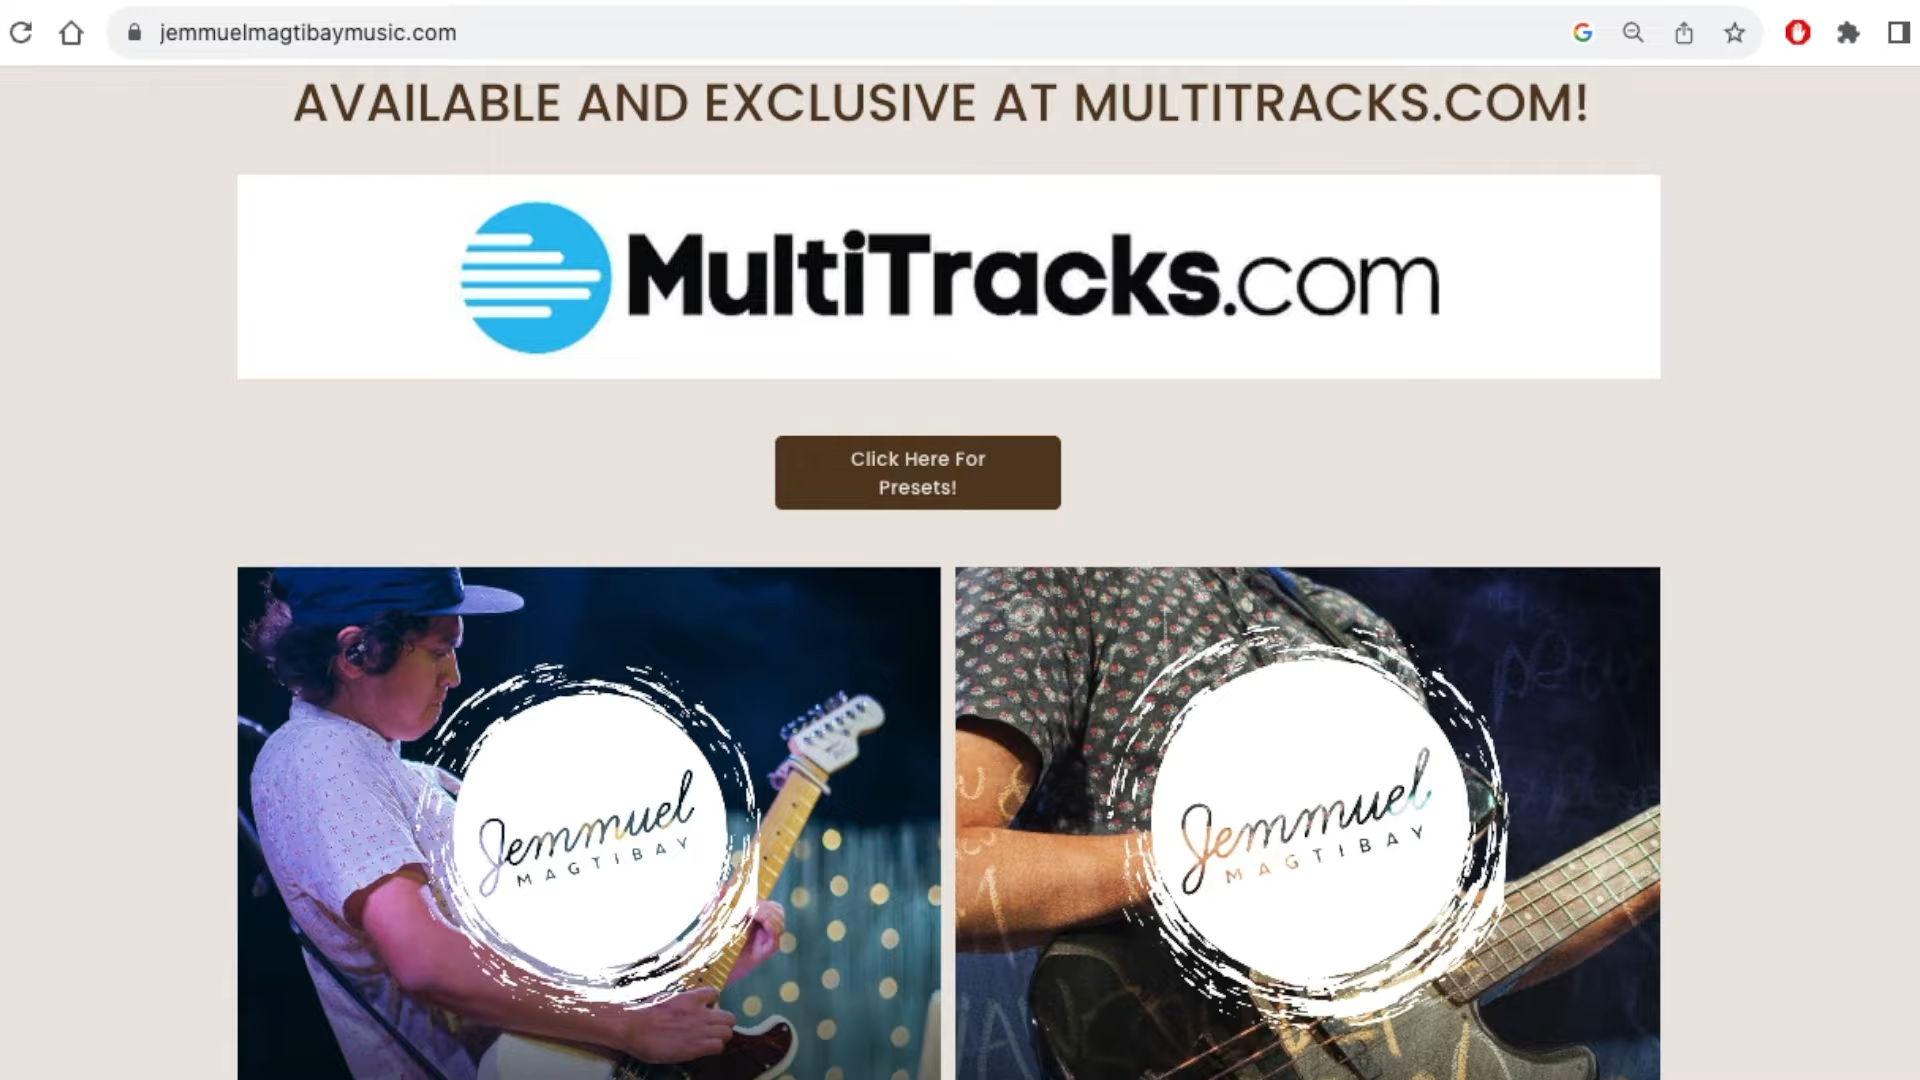 jemmuelmagtibaymusic.com
AVAILABLE AND EXCLUSIVE AT MULTITRACKS.COM!
MultiTracks.com
Click Here For
Presets!
Jemmuel
MAGTIBAY
Jemmuel
MAGTIBAY